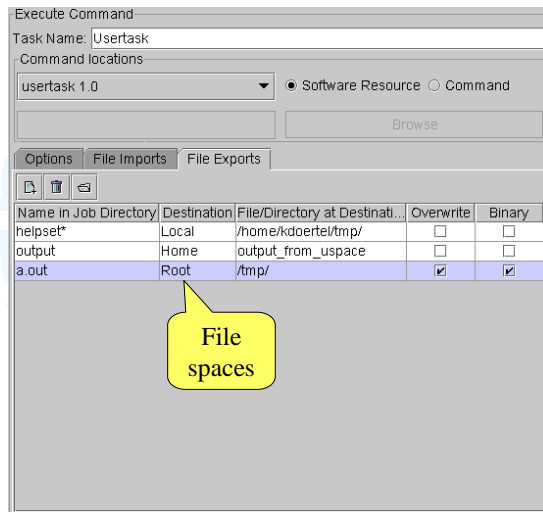 Execute Command
Task Name: Usertask
Command locations
usertask 1.0 Software Resource Command
Browse
Options File Imports File Exports
Name in Job Directory Destination File/Directory at Destinati... Overwrite Binary
helpset* Local /home/kdoertel/tmp/
output Home output_from_uspace
a.out Root /tmp/
File
spaces